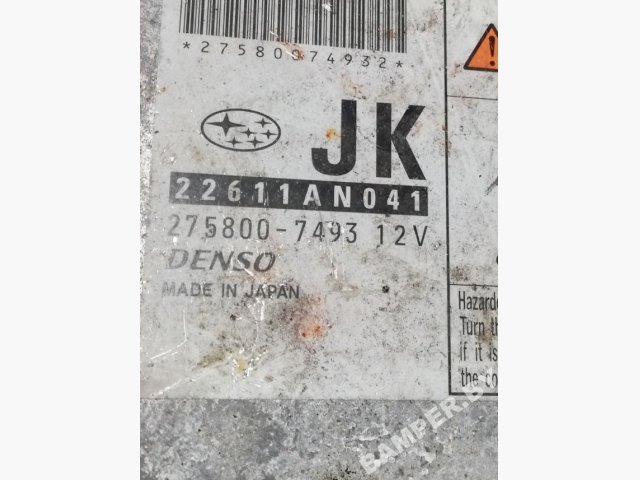 *27580074932*
JK
22611AN041
275800-7493 12V
DENSO
MADE IN JAPAN
Turn th
if it is
the co
BAMPER.BY